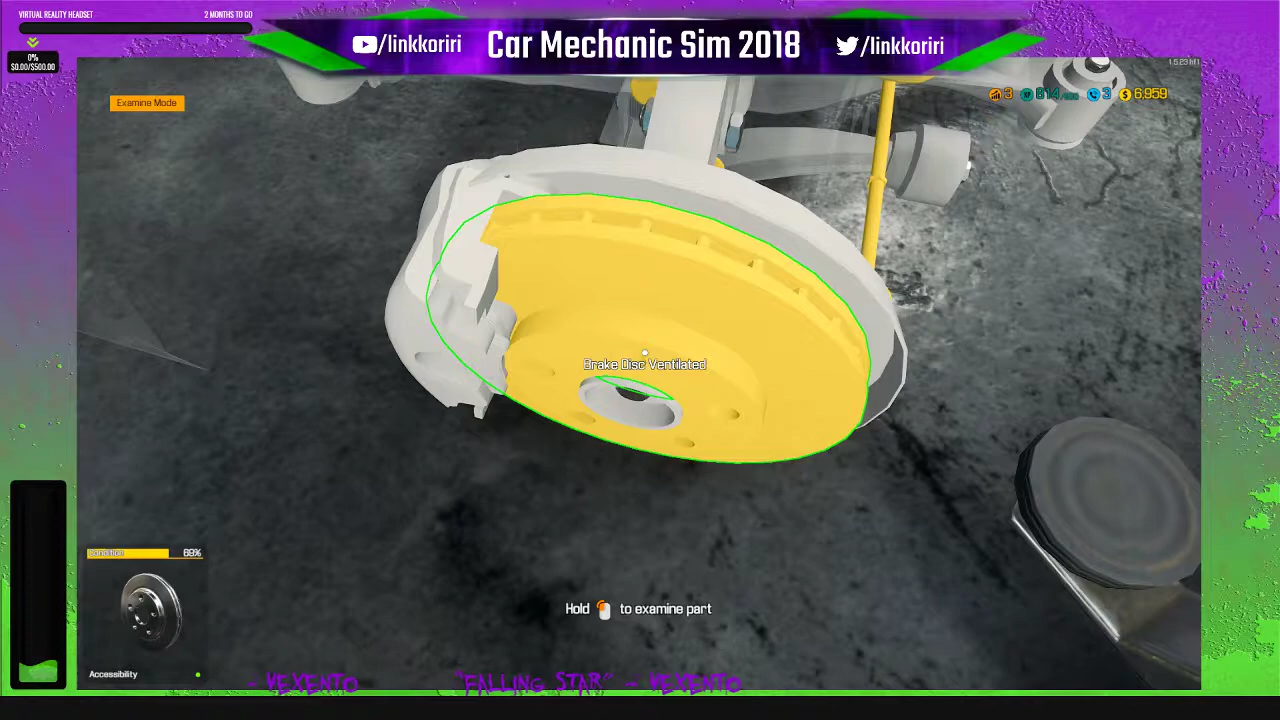 VIRTUAL REALITY HEADSET 2 MONTHS TO GO
0%
$0.00/$500.00
/linkkoriri Car Mechanic Sim 2018 /linkkoriri
Examine Mode
3 3 $ 6,959
Brake Disc Ventilated
Condition 69%
Hold to examine part
Accessibility
- VEXENTO "FALLING STAR" - VEXENTO